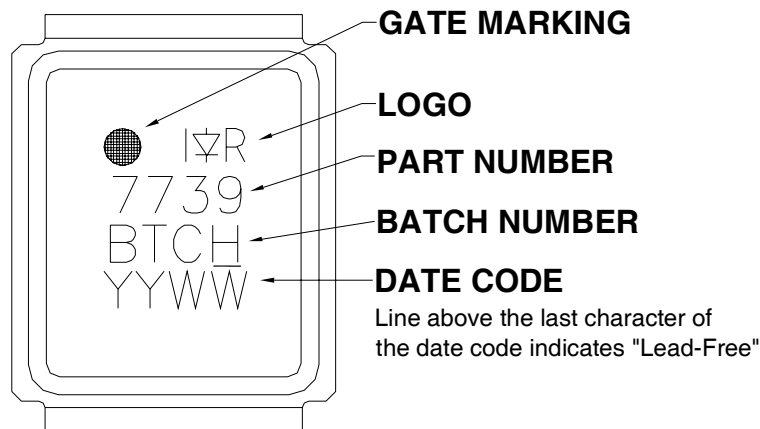 GATE MARKING
I R
LOGO
7739
PART NUMBER
BTCH
BATCH NUMBER
YYWW
DATE CODE
Line above the last character of
the date code indicates "Lead-Free"